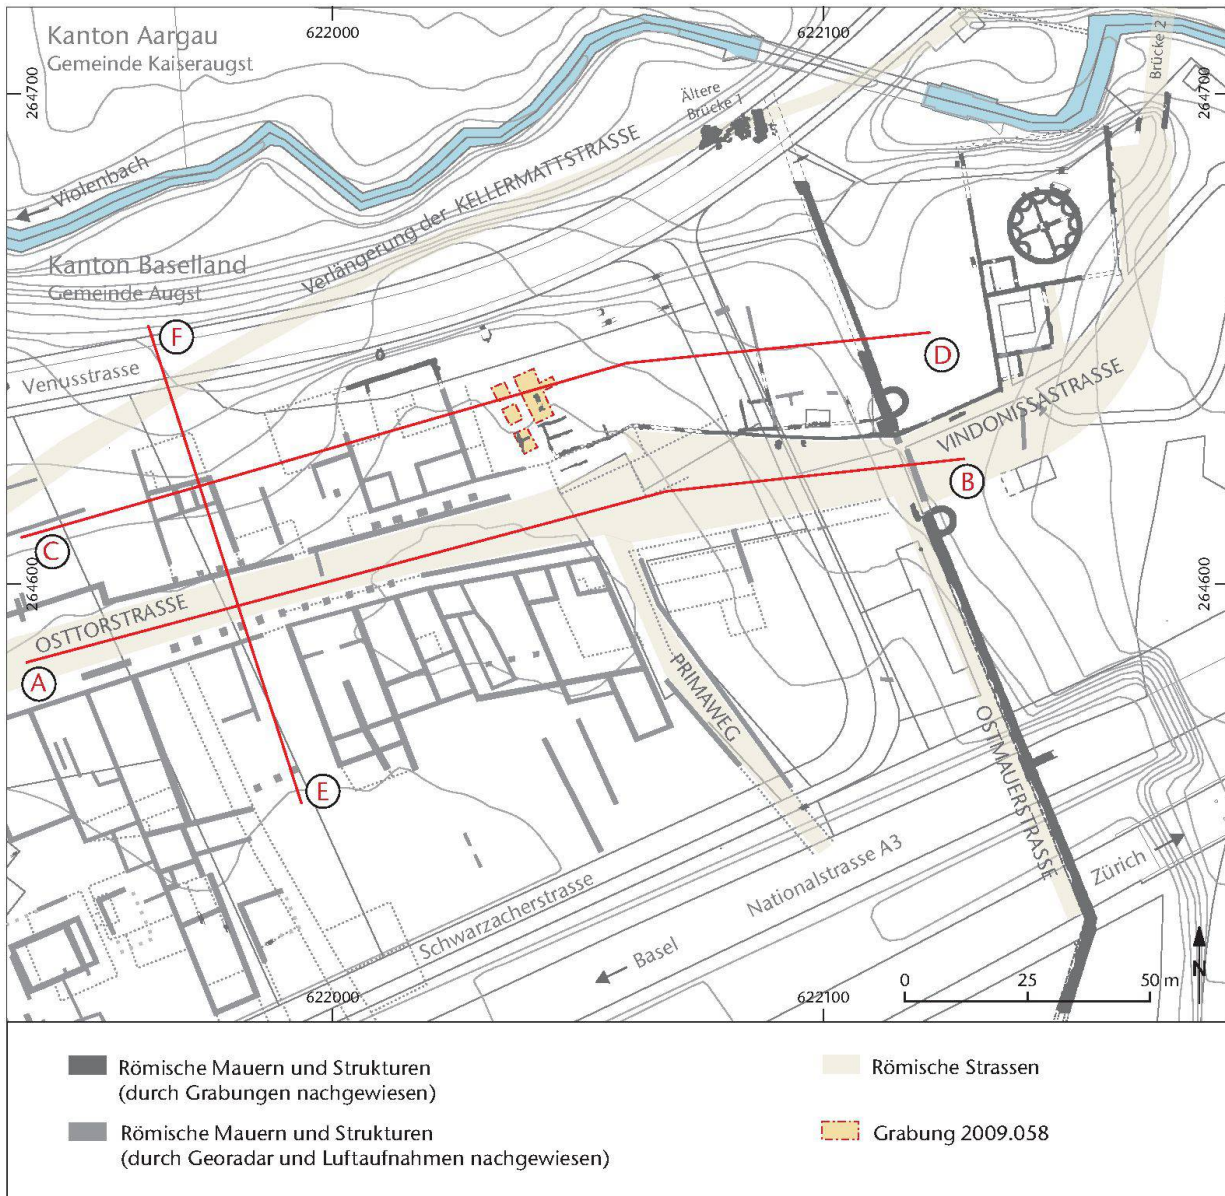 Kanton Aargau
Gemeinde Kaiseraugst
622000
622100
264700
264700
Ältere
Brücke 1
Brücke 2
Violenbach
Verlängerung der KELLERMATTSTRASSE
Kanton Baselland
Gemeinde Augst
F
Venusstrasse
D
VINDONISSASTRASSE
B
C
264600
264600
OSTTORSTRASSE
A
PRIMAWEG
OSTMAUERSTRASSE
E
Schwarzacherstrasse
Nationalstrasse A3
Zürich
Basel
622000
622100
0 25 50 m
N
Römische Mauern und Strukturen
(durch Grabungen nachgewiesen)
Römische Strassen
Römische Mauern und Strukturen
(durch Georadar und Luftaufnahmen nachgewiesen)
Grabung 2009.058